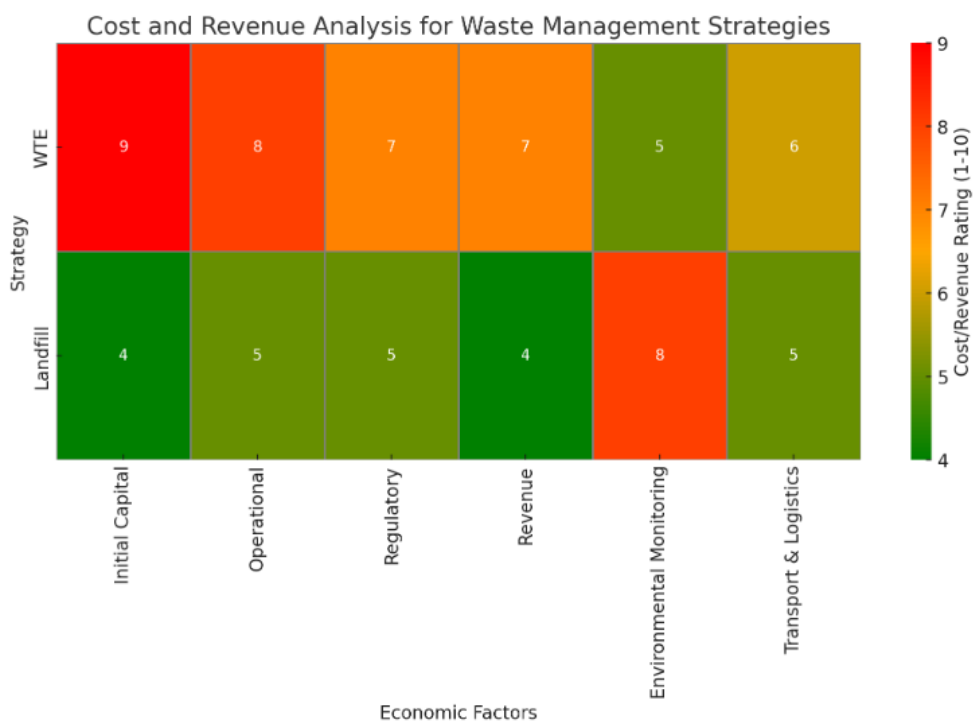 Cost and Revenue Analysis for Waste Management Strategies
WTE
9 8 7 7 5 6
Landfill
4 5 5 4 8 5
Strategy
Initial Capital
Operational
Regulatory
Revenue
Environmental Monitoring
Transport & Logistics
Economic Factors
9
8
7
6
5
4
Cost/Revenue Rating (1-10)